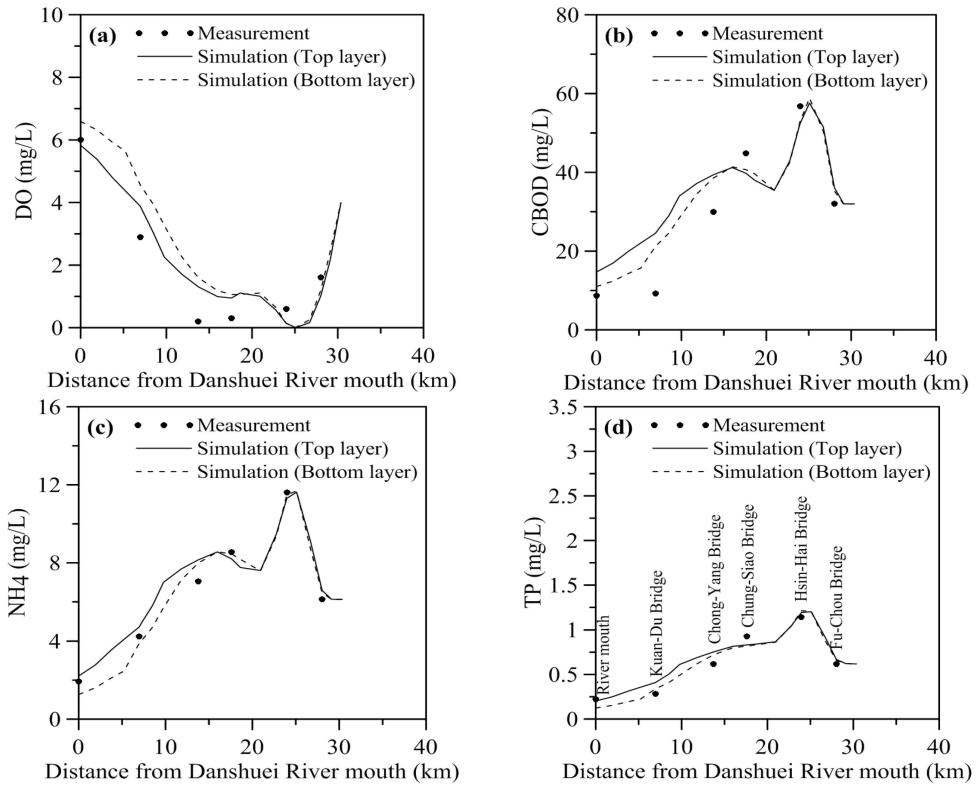 (a)
Measurement
Simulation (Top layer)
Simulation (Bottom layer)
10
8
6
4
2
0
DO (mg/L)
0 10 20 30 40
Distance from Danshuei River mouth (km)
(b)
Measurement
Simulation (Top layer)
Simulation (Bottom layer)
80
60
40
20
0
CBOD (mg/L)
0 10 20 30 40
Distance from Danshuei River mouth (km)
(c)
Measurement
Simulation (Top layer)
Simulation (Bottom layer)
16
12
8
4
0
NH4 (mg/L)
0 10 20 30 40
Distance from Danshuei River mouth (km)
(d)
Measurement
Simulation (Top layer)
Simulation (Bottom layer)
3.5
3
2.5
2
1.5
1
0.5
0
TP (mg/L)
River mouth
Kuan-Du Bridge
Chong-Yang Bridge
Chung-Siao Bridge
Hsin-Hai Bridge
Fu-Chou Bridge
0 10 20 30 40
Distance from Danshuei River mouth (km)